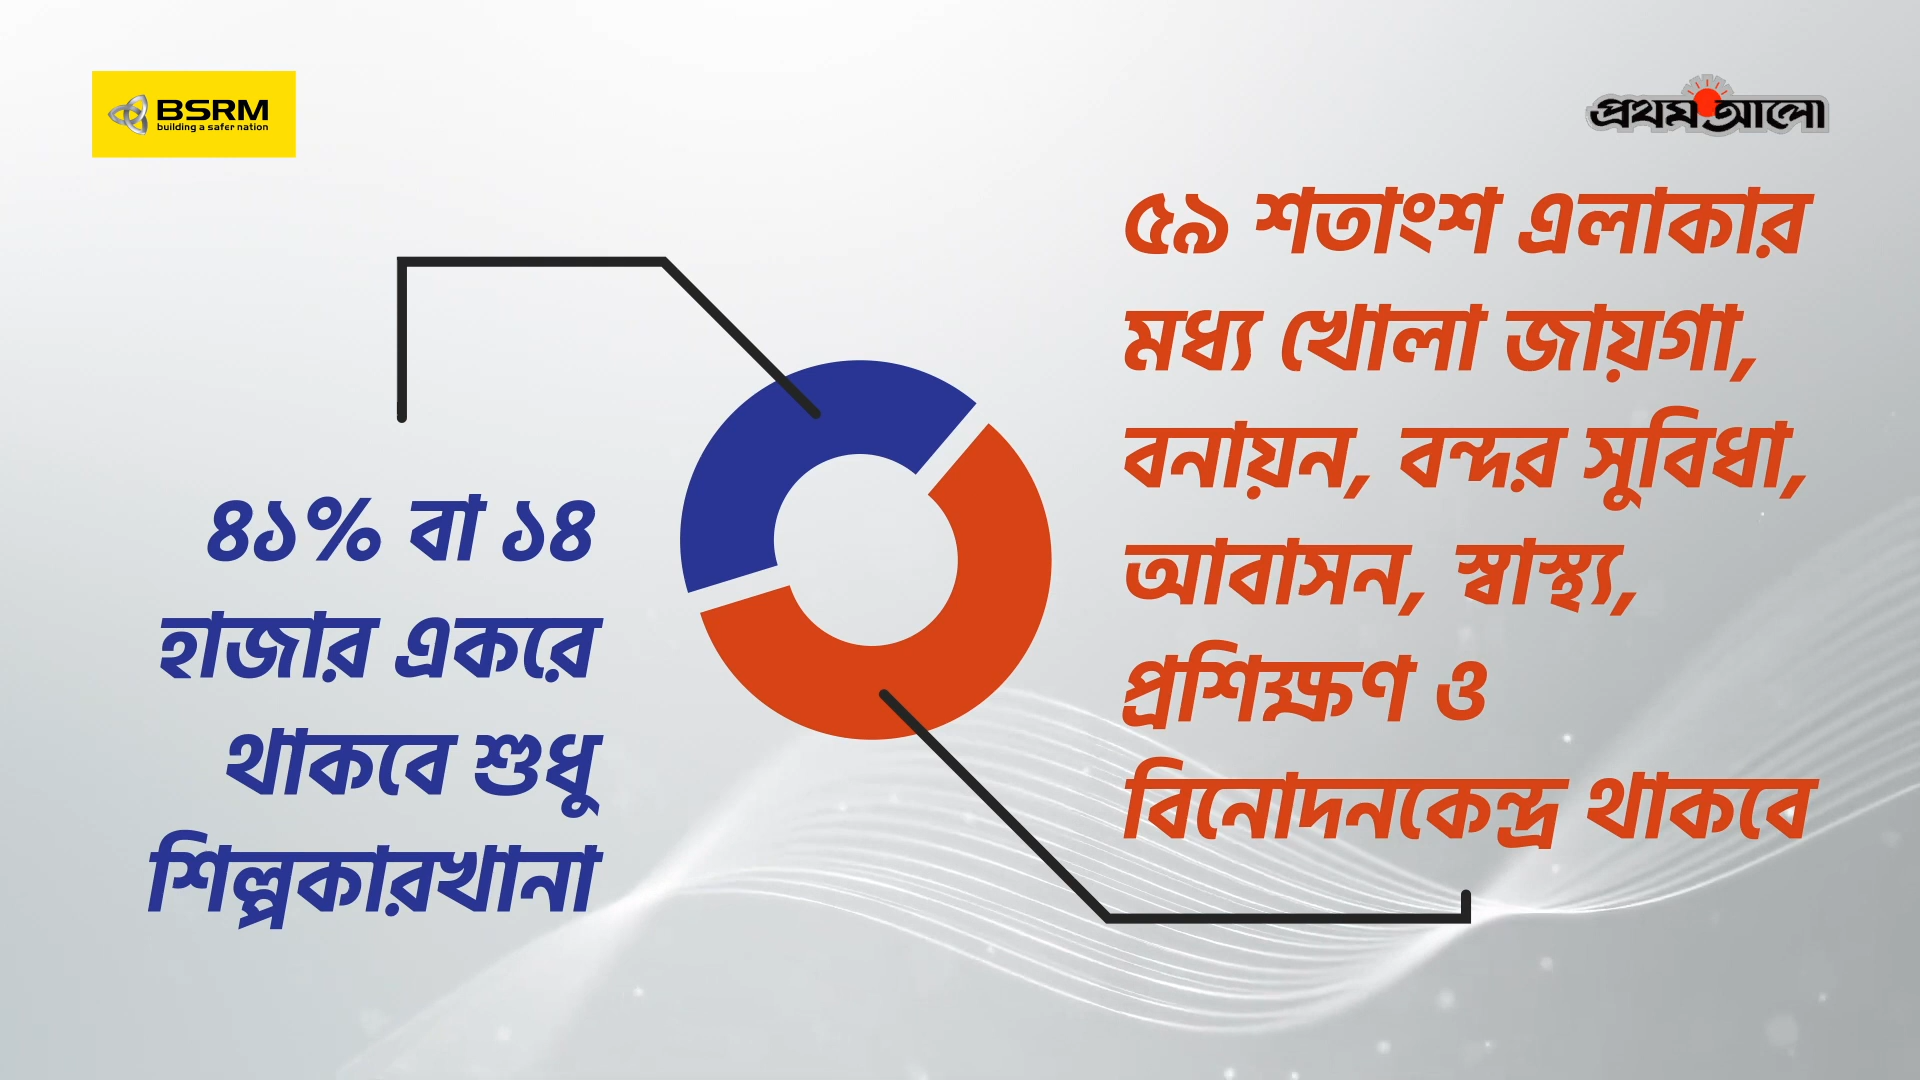 BSRM
building a safer nation
প্রথম আলো
৪১% বা ১৪
হাজার একরে
থাকবে শুধু
শিল্পকারখানা
৫৯ শতাংশ এলাকার
মধ্য খোলা জায়গা,
বনায়ন, বন্দর সুবিধা,
আবাসন, স্বাস্থ্য,
প্রশিক্ষণ ও
বিনোদনকেন্দ্র থাকবে